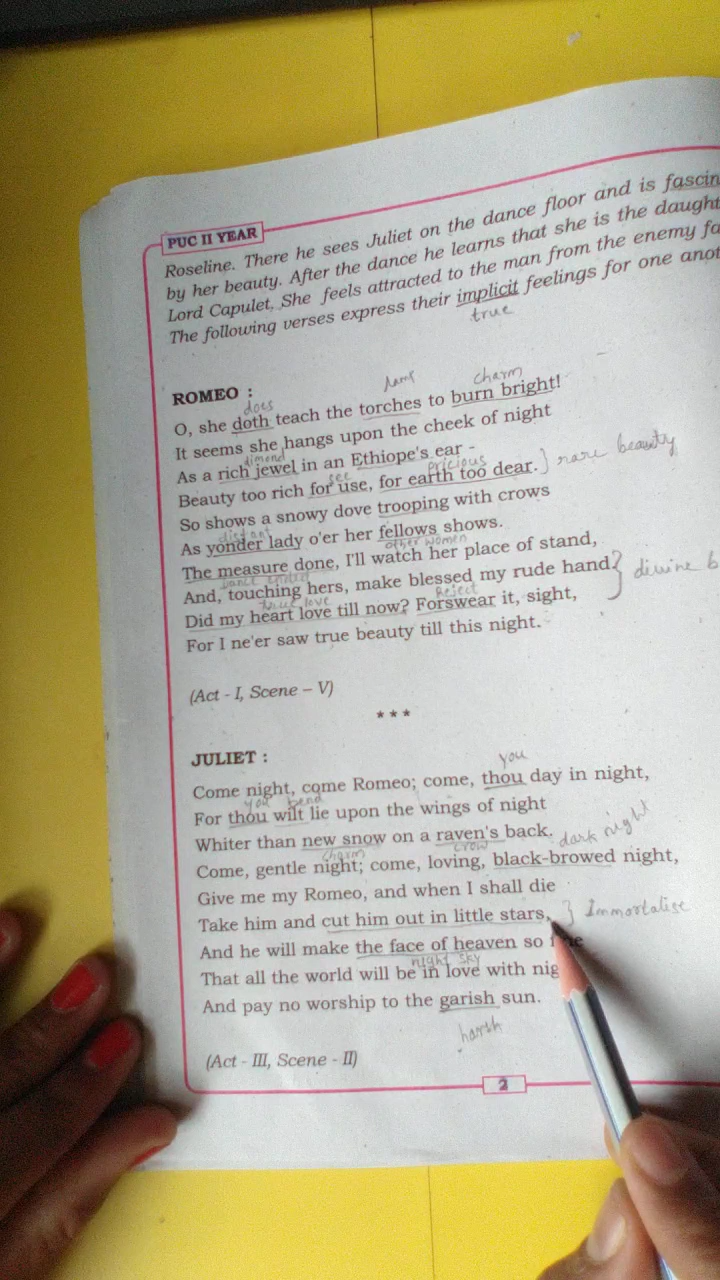 PUC II YEAR
Roseline. There he sees Juliet on the dance floor and is fascin
by her beauty. After the dance he learns that she is the daught
Lord Capulet. She feels attracted to the man from the enemy fa
The following verses express their implicit feelings for one anot
true
ROMEO :
does
charm
O, she doth teach the torches to burn bright!
It seems she hangs upon the cheek of night
As a rich jewel in an Ethiope's ear -
see
pricious
Beauty too rich for use, for earth too dear. } rare beauty
So shows a snowy dove trooping with crows
distant
As yonder lady o'er her fellows shows.
other women
The measure done, I'll watch her place of stand,
And, touching hers, make blessed my rude hand } divine b
true love
Reject
Did my heart love till now? Forswear it, sight,
For I ne'er saw true beauty till this night.
(Act - I, Scene – V)
***
JULIET :
you
Come night, come Romeo; come, thou day in night,
you bend
For thou wilt lie upon the wings of night
Whiter than new snow on a raven's back.
charm
crow
dark night
Come, gentle night; come, loving, black-browed night,
Give me my Romeo, and when I shall die
Take him and cut him out in little stars, } Immortalise
And he will make the face of heaven so
night sky
That all the world will be in love with nig
And pay no worship to the garish sun.
harsh
(Act - III, Scene - II)
2